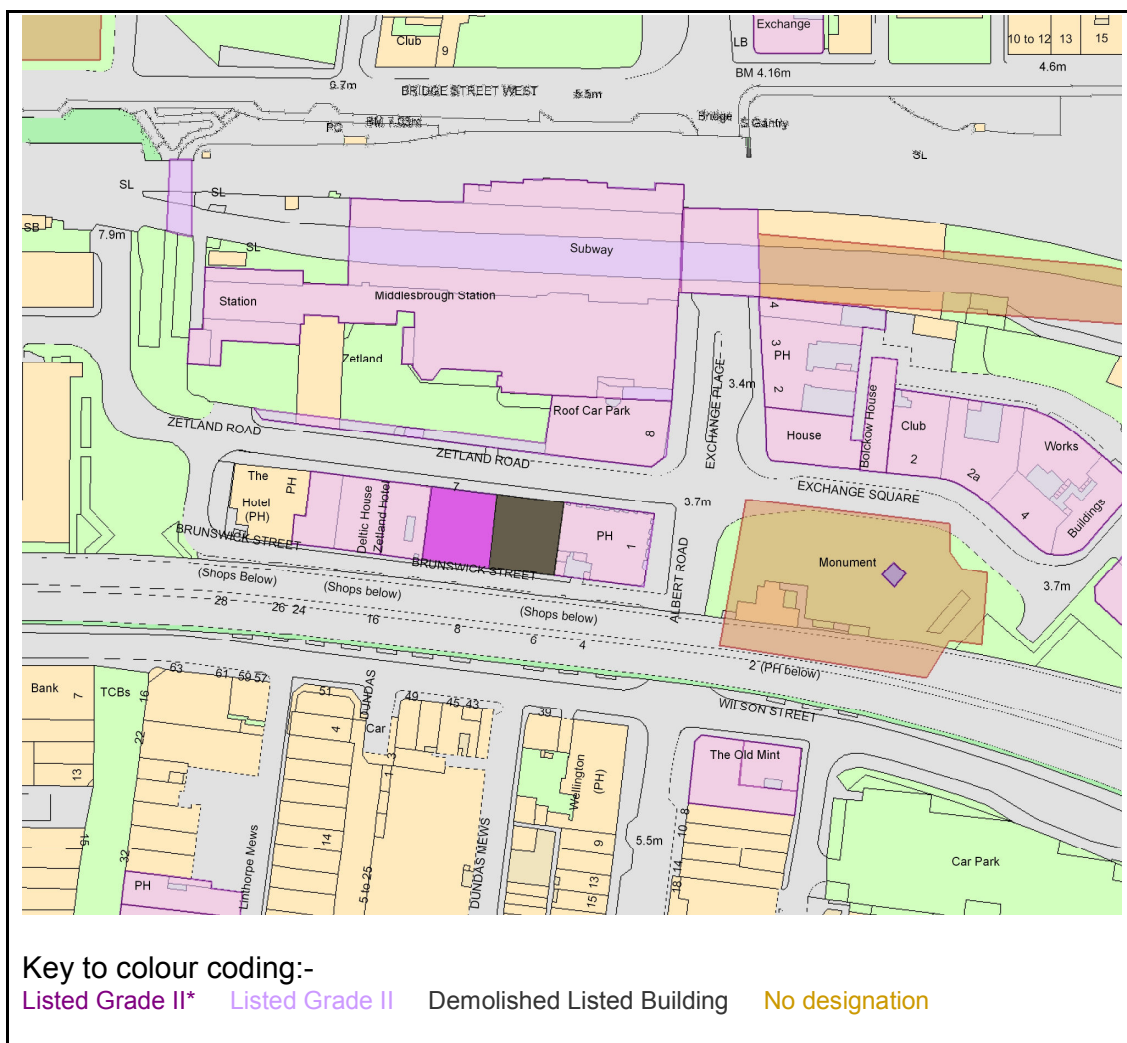 Exchange
Club
9
LB
10 to 12
13
15
4.6m
BM 4.16m
BRIDGE STREET WEST
5.5m
PC
BM 7.03m
Bridge
S Gantry
SL
SL
SL
SB
7.9m
SL
Subway
Station
Middlesbrough Station
4
3
PH
2
3.4m
EXCHANGE PLACE
Zetland
Roof Car Park
8
House
Bolckow House
Club
2
2a
Works
4
Buildings
ZETLAND ROAD
ZETLAND ROAD
EXCHANGE SQUARE
The
Hotel
(PH)
PH
Deltic House
Zetland Hotel
7
PH
1
3.7m
BRUNSWICK STREET
BRUNSWICK STREET
ALBERT ROAD
Monument
3.7m
(Shops Below)
(Shops below)
(Shops below)
28
26
24
16
8
6
4
2 (PH below)
WILSON STREET
Bank
7
TCBs
16
63
61
59
57
51
DUNDAS
49
45
43
39
Car
4
22
3
1
Wellington
(PH)
The Old Mint
13
15
32
14
5 to 25
DUNDAS MEWS
9
13
15
5.5m
8
10
14
18
Car Park
PH
Linthorpe Mews
Key to colour coding:-
Listed Grade II* Listed Grade II Demolished Listed Building No designation